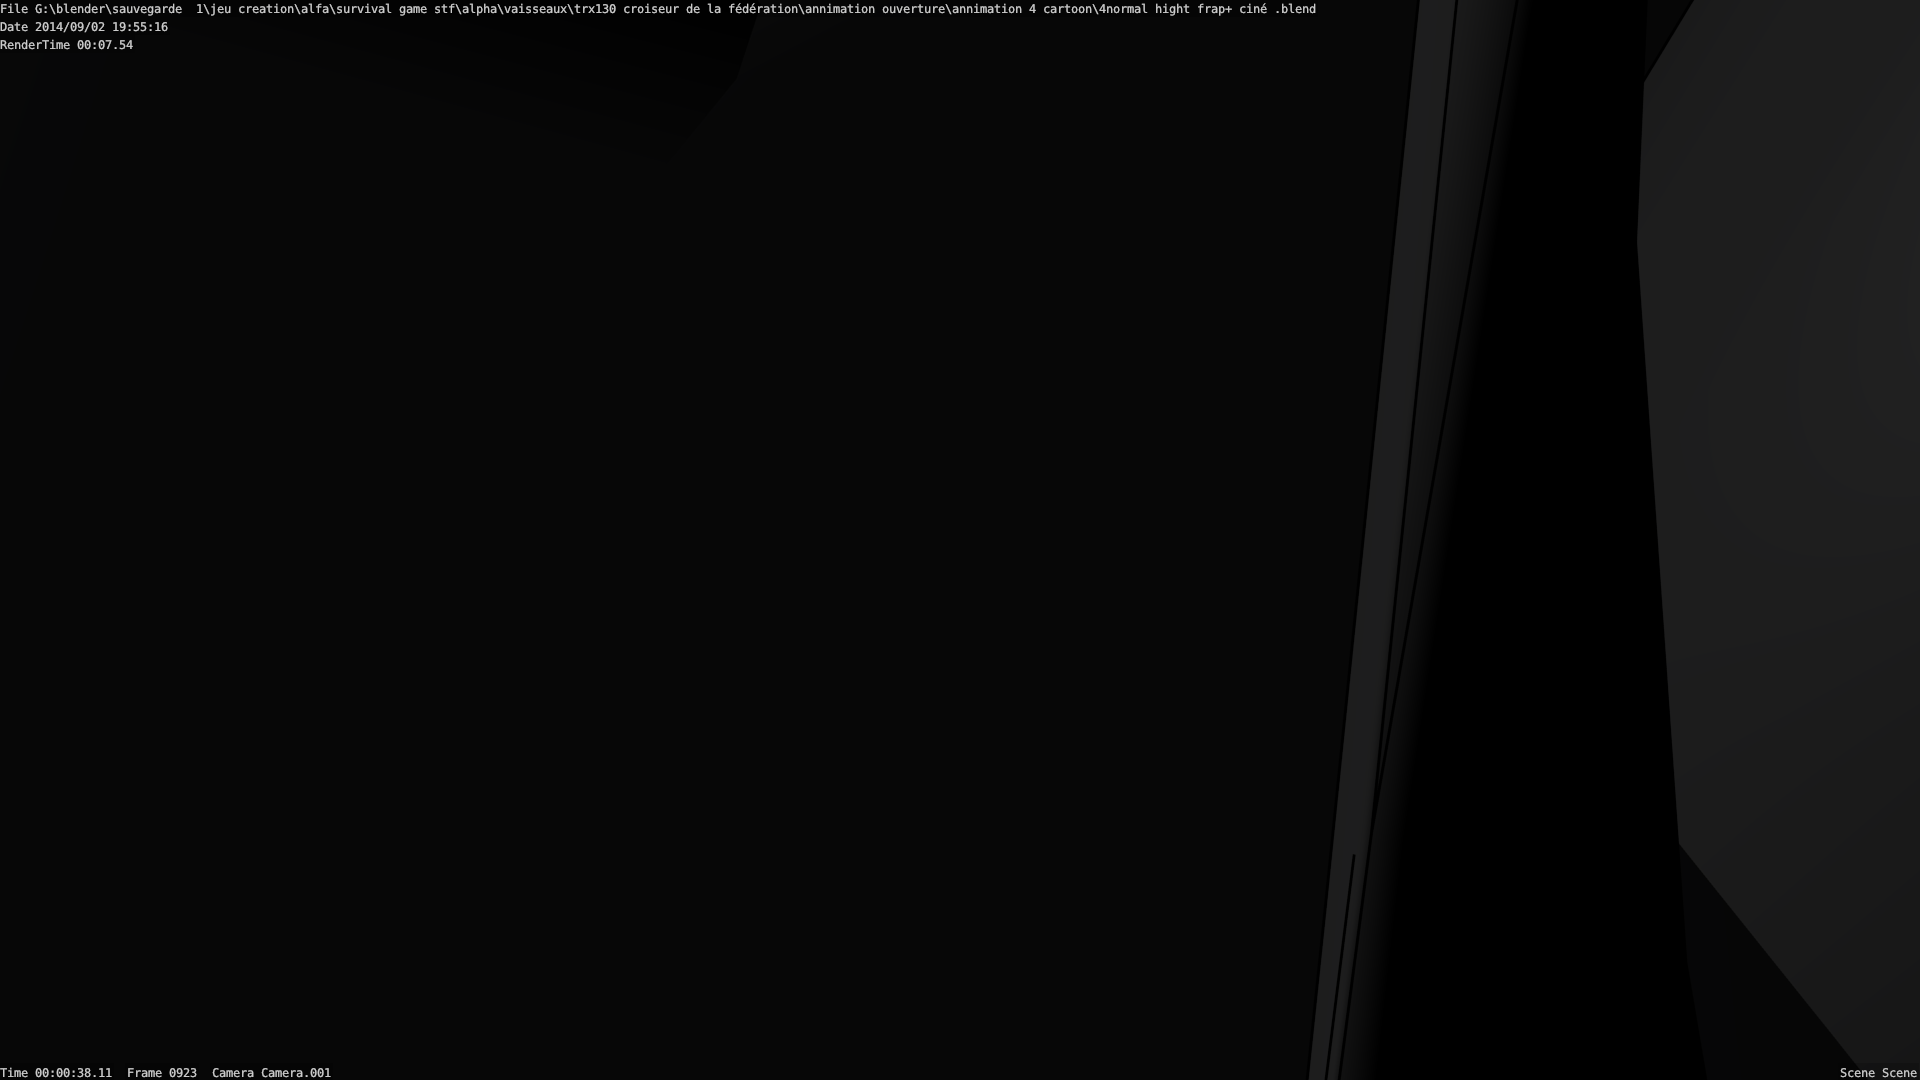 File G:\blender\sauvegarde  1\jeu creation\alfa\survival game stf\alpha\vaisseaux\trx130 croiseur de la fédération\annimation ouverture\annimation 4 cartoon\4normal hight frap+ ciné .blend
Date 2014/09/02 19:55:16
RenderTime 00:07.54
Time 00:00:38.11  Frame 0923  Camera Camera.001
Scene Scene